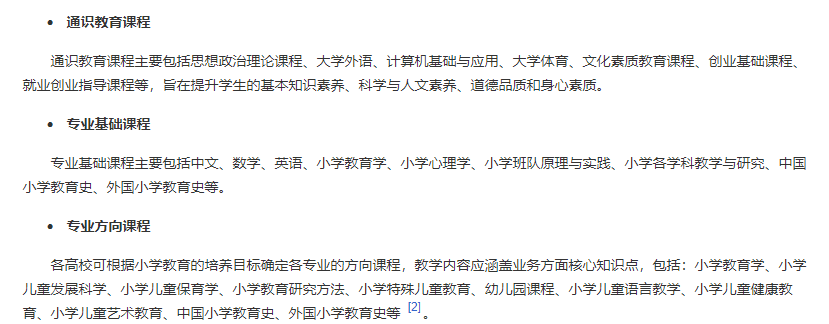 • 通识教育课程
通识教育课程主要包括思想政治理论课程、大学外语、计算机基础与应用、大学体育、文化素质教育课程、创业基础课程、
就业创业指导课程等，旨在提升学生的基本知识素养、科学与人文素养、道德品质和身心素质。
• 专业基础课程
专业基础课程主要包括中文、数学、英语、小学教育学、小学心理学、小学班队原理与实践、小学各学科教学与研究、中国
小学教育史、外国小学教育史等。
• 专业方向课程
各高校可根据小学教育的培养目标确定各专业的方向课程，教学内容应涵盖业务方面核心知识点，包括：小学教育学、小学
儿童发展科学、小学儿童保育学、小学教育研究方法、小学特殊儿童教育、幼儿园课程、小学儿童语言教学、小学儿童健康教
育、小学儿童艺术教育、中国小学教育史、外国小学教育史等 [2] 。